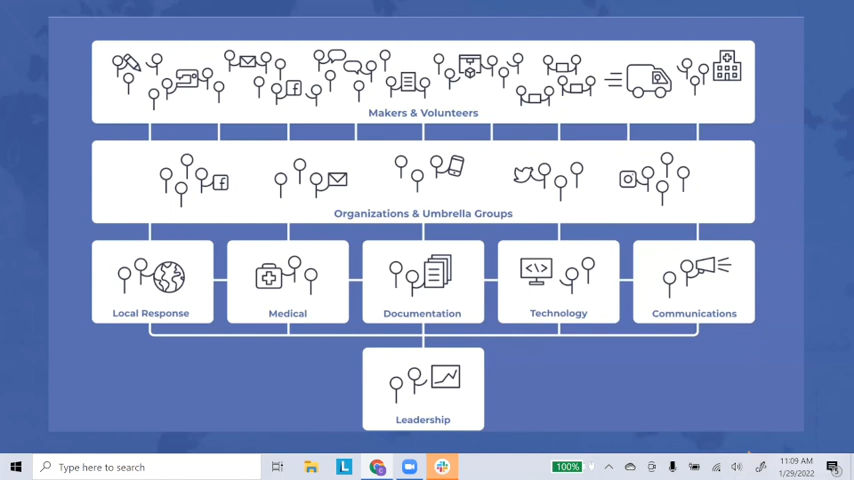 Makers & Volunteers
Organizations & Umbrella Groups
Local Response
Medical
Documentation
Technology
Communications
Leadership
Type here to search
100%
11:09 AM
1/29/2022